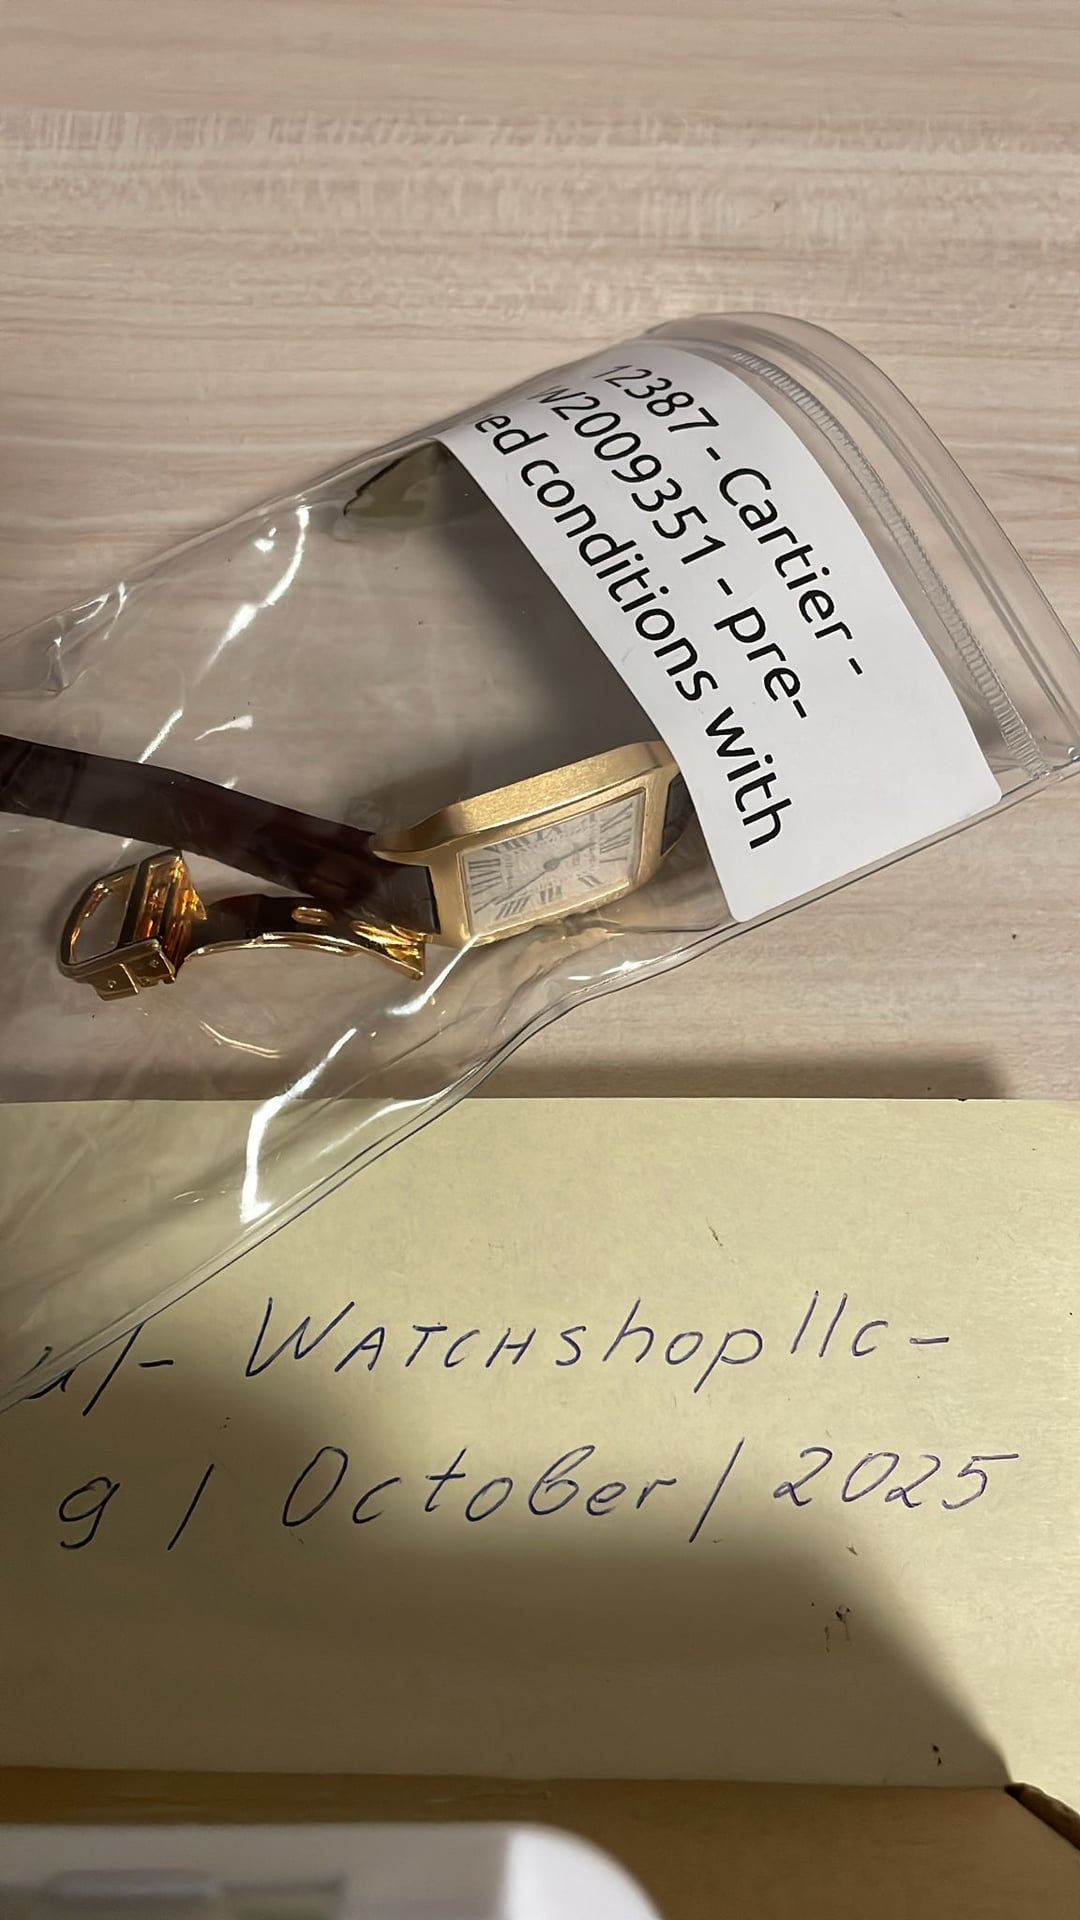 12387 - Cartier -
W2009351 - pre-
ed conditions with
u/- WATCHshopllc-
9 / October / 2025